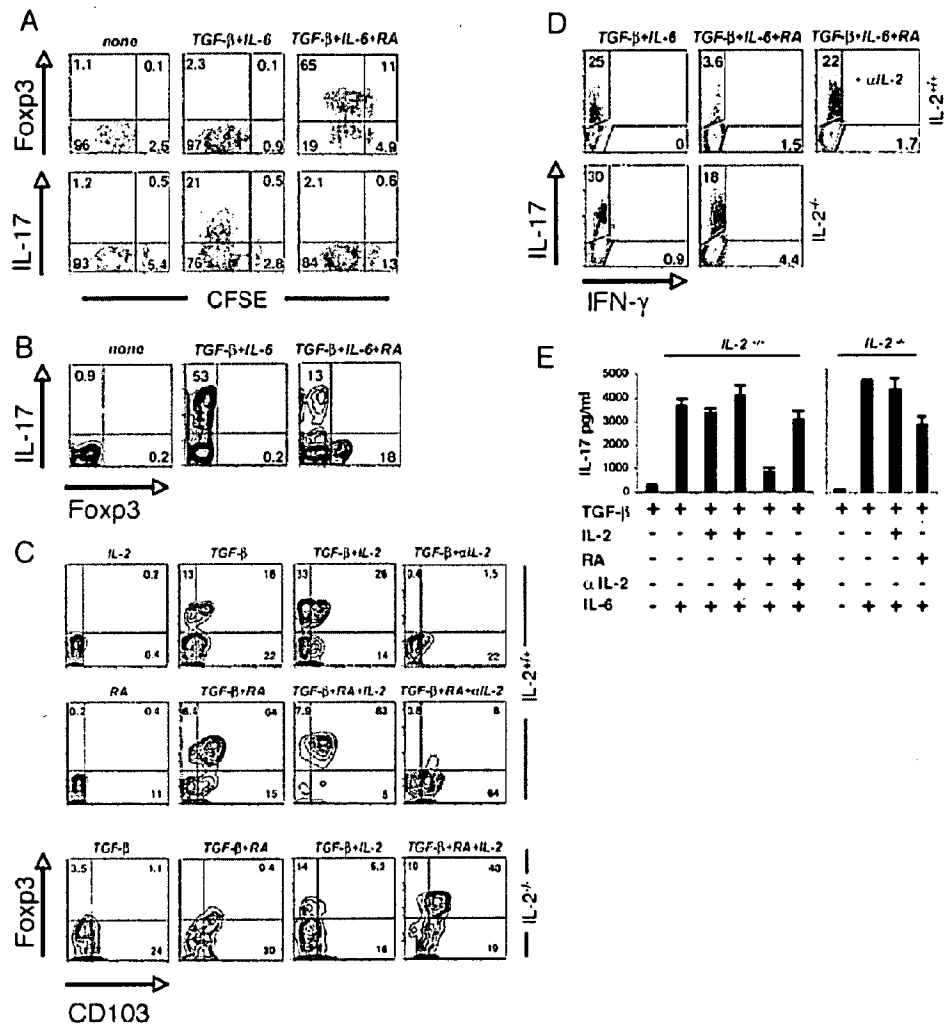 A
none TGF-β+IL-6 TGF-β+IL-6+RA
Foxp3
1.1 0.1 2.3 0.1 65 11
96 2.5 97 0.9 19 4.9
IL-17
1.2 0.5 21 0.5 2.1 0.6
93 5.4 76 2.8 84 13
CFSE
B
none TGF-β+IL-6 TGF-β+IL-6+RA
IL-17
0.9 53 13
0.2 0.2 18
Foxp3
C
IL-2 TGF-β TGF-β+IL-2 TGF-β+αIL-2
0.2 13 16 33 26 0.4 1.5
0.4 22 14 22
IL-2+/+
RA TGF-β+RA TGF-β+RA+IL-2 TGF-β+RA+αIL-2
0.2 0.4 6.4 64 7.9 83 3.8 8
11 15 5 64
TGF-β TGF-β+RA TGF-β+IL-2 TGF-β+RA+IL-2
Foxp3
3.5 1.1 0.4 14 5.2 10 40
24 30 16 19
IL-2-/-
CD103
D
TGF-β+IL-6 TGF-β+IL-6+RA TGF-β+IL-6+RA
25 3.6 22
+ αIL-2
0 1.5 1.7
IL-2+/+
IL-17
30 18
0.9 4.4
IL-2-/-
IFN-γ
E
IL-2 +/+ IL-2 -/-
IL-17 pg/ml
5000
4000
3000
2000
1000
0
TGF-β + + + + + + + + + +
IL-2 - - + + - - - - + -
RA - - - - + + - - - +
α IL-2 - - - + - + - - - -
IL-6 - + + + + + - + + +